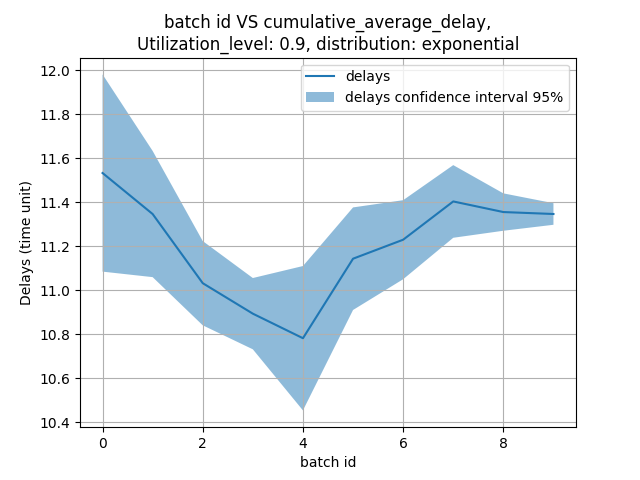 batch id VS cumulative_average_delay,
Utilization_level: 0.9, distribution: exponential
12.0
11.8
11.6
11.4
11.2
11.0
10.8
10.6
10.4
Delays (time unit)
delays
delays confidence interval 95%
0 2 4 6 8
batch id